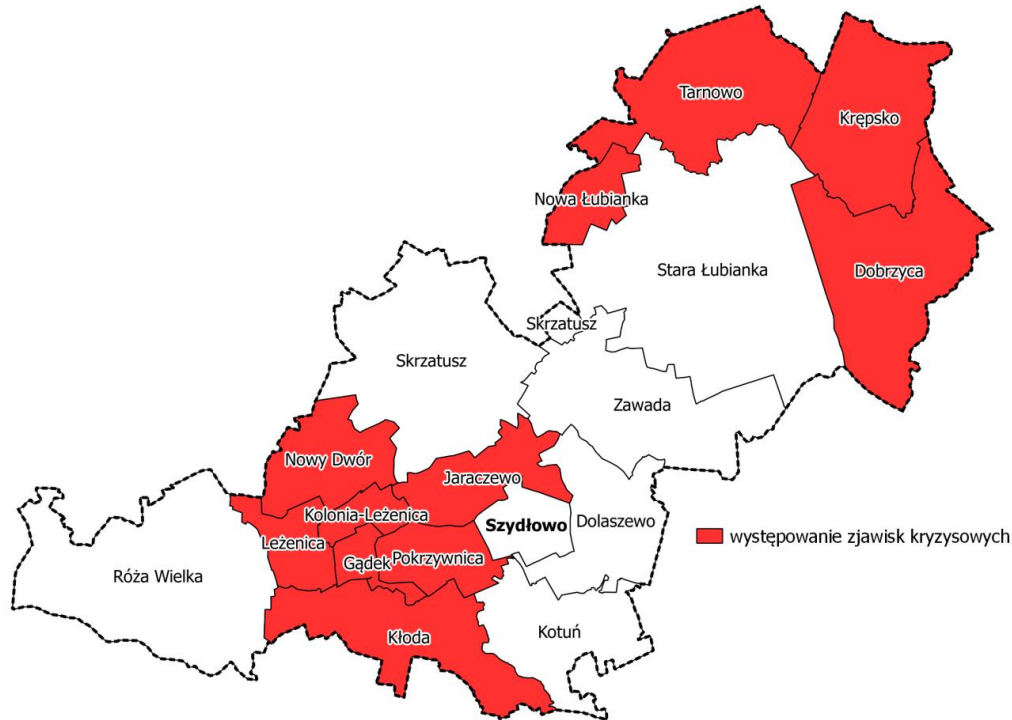 Tarnowo
Krępsko
Nowa Łubianka
Stara Łubianka
Dobrzyca
Skrzatusz
Skrzatusz
Zawada
Nowy Dwór
Jaraczewo
Kolonia-Leżenica
Szydłowo
Dolaszewo
występowanie zjawisk kryzysowych
Leżenica
Gądek
Pokrzywnica
Róża Wielka
Kłoda
Kotuń